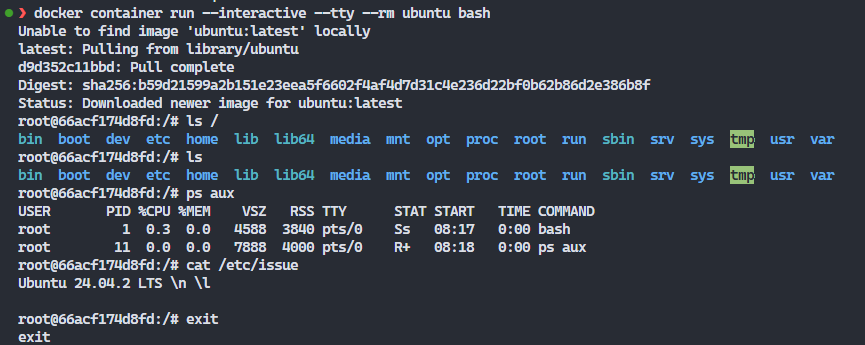 ❯ docker container run --interactive --tty --rm ubuntu bash
Unable to find image 'ubuntu:latest' locally
latest: Pulling from library/ubuntu
d9d352c11bbd: Pull complete
Digest: sha256:b59d21599a2b151e23eea5f6602f4af4d7d31c4e236d22bf0b62b86d2e386b8f
Status: Downloaded newer image for ubuntu:latest
root@66acf174d8fd:/# ls /
bin  boot  dev  etc  home  lib  lib64  media  mnt  opt  proc  root  run  sbin  srv  sys  tmp  usr  var
root@66acf174d8fd:/# ls
bin  boot  dev  etc  home  lib  lib64  media  mnt  opt  proc  root  run  sbin  srv  sys  tmp  usr  var
root@66acf174d8fd:/# ps aux
USER         PID %CPU %MEM    VSZ   RSS TTY      STAT START   TIME COMMAND
root           1  0.3  0.0   4588  3840 pts/0    Ss   08:17   0:00 bash
root          11  0.0  0.0   7888  4000 pts/0    R+   08:18   0:00 ps aux
root@66acf174d8fd:/# cat /etc/issue
Ubuntu 24.04.2 LTS \n \l

root@66acf174d8fd:/# exit
exit